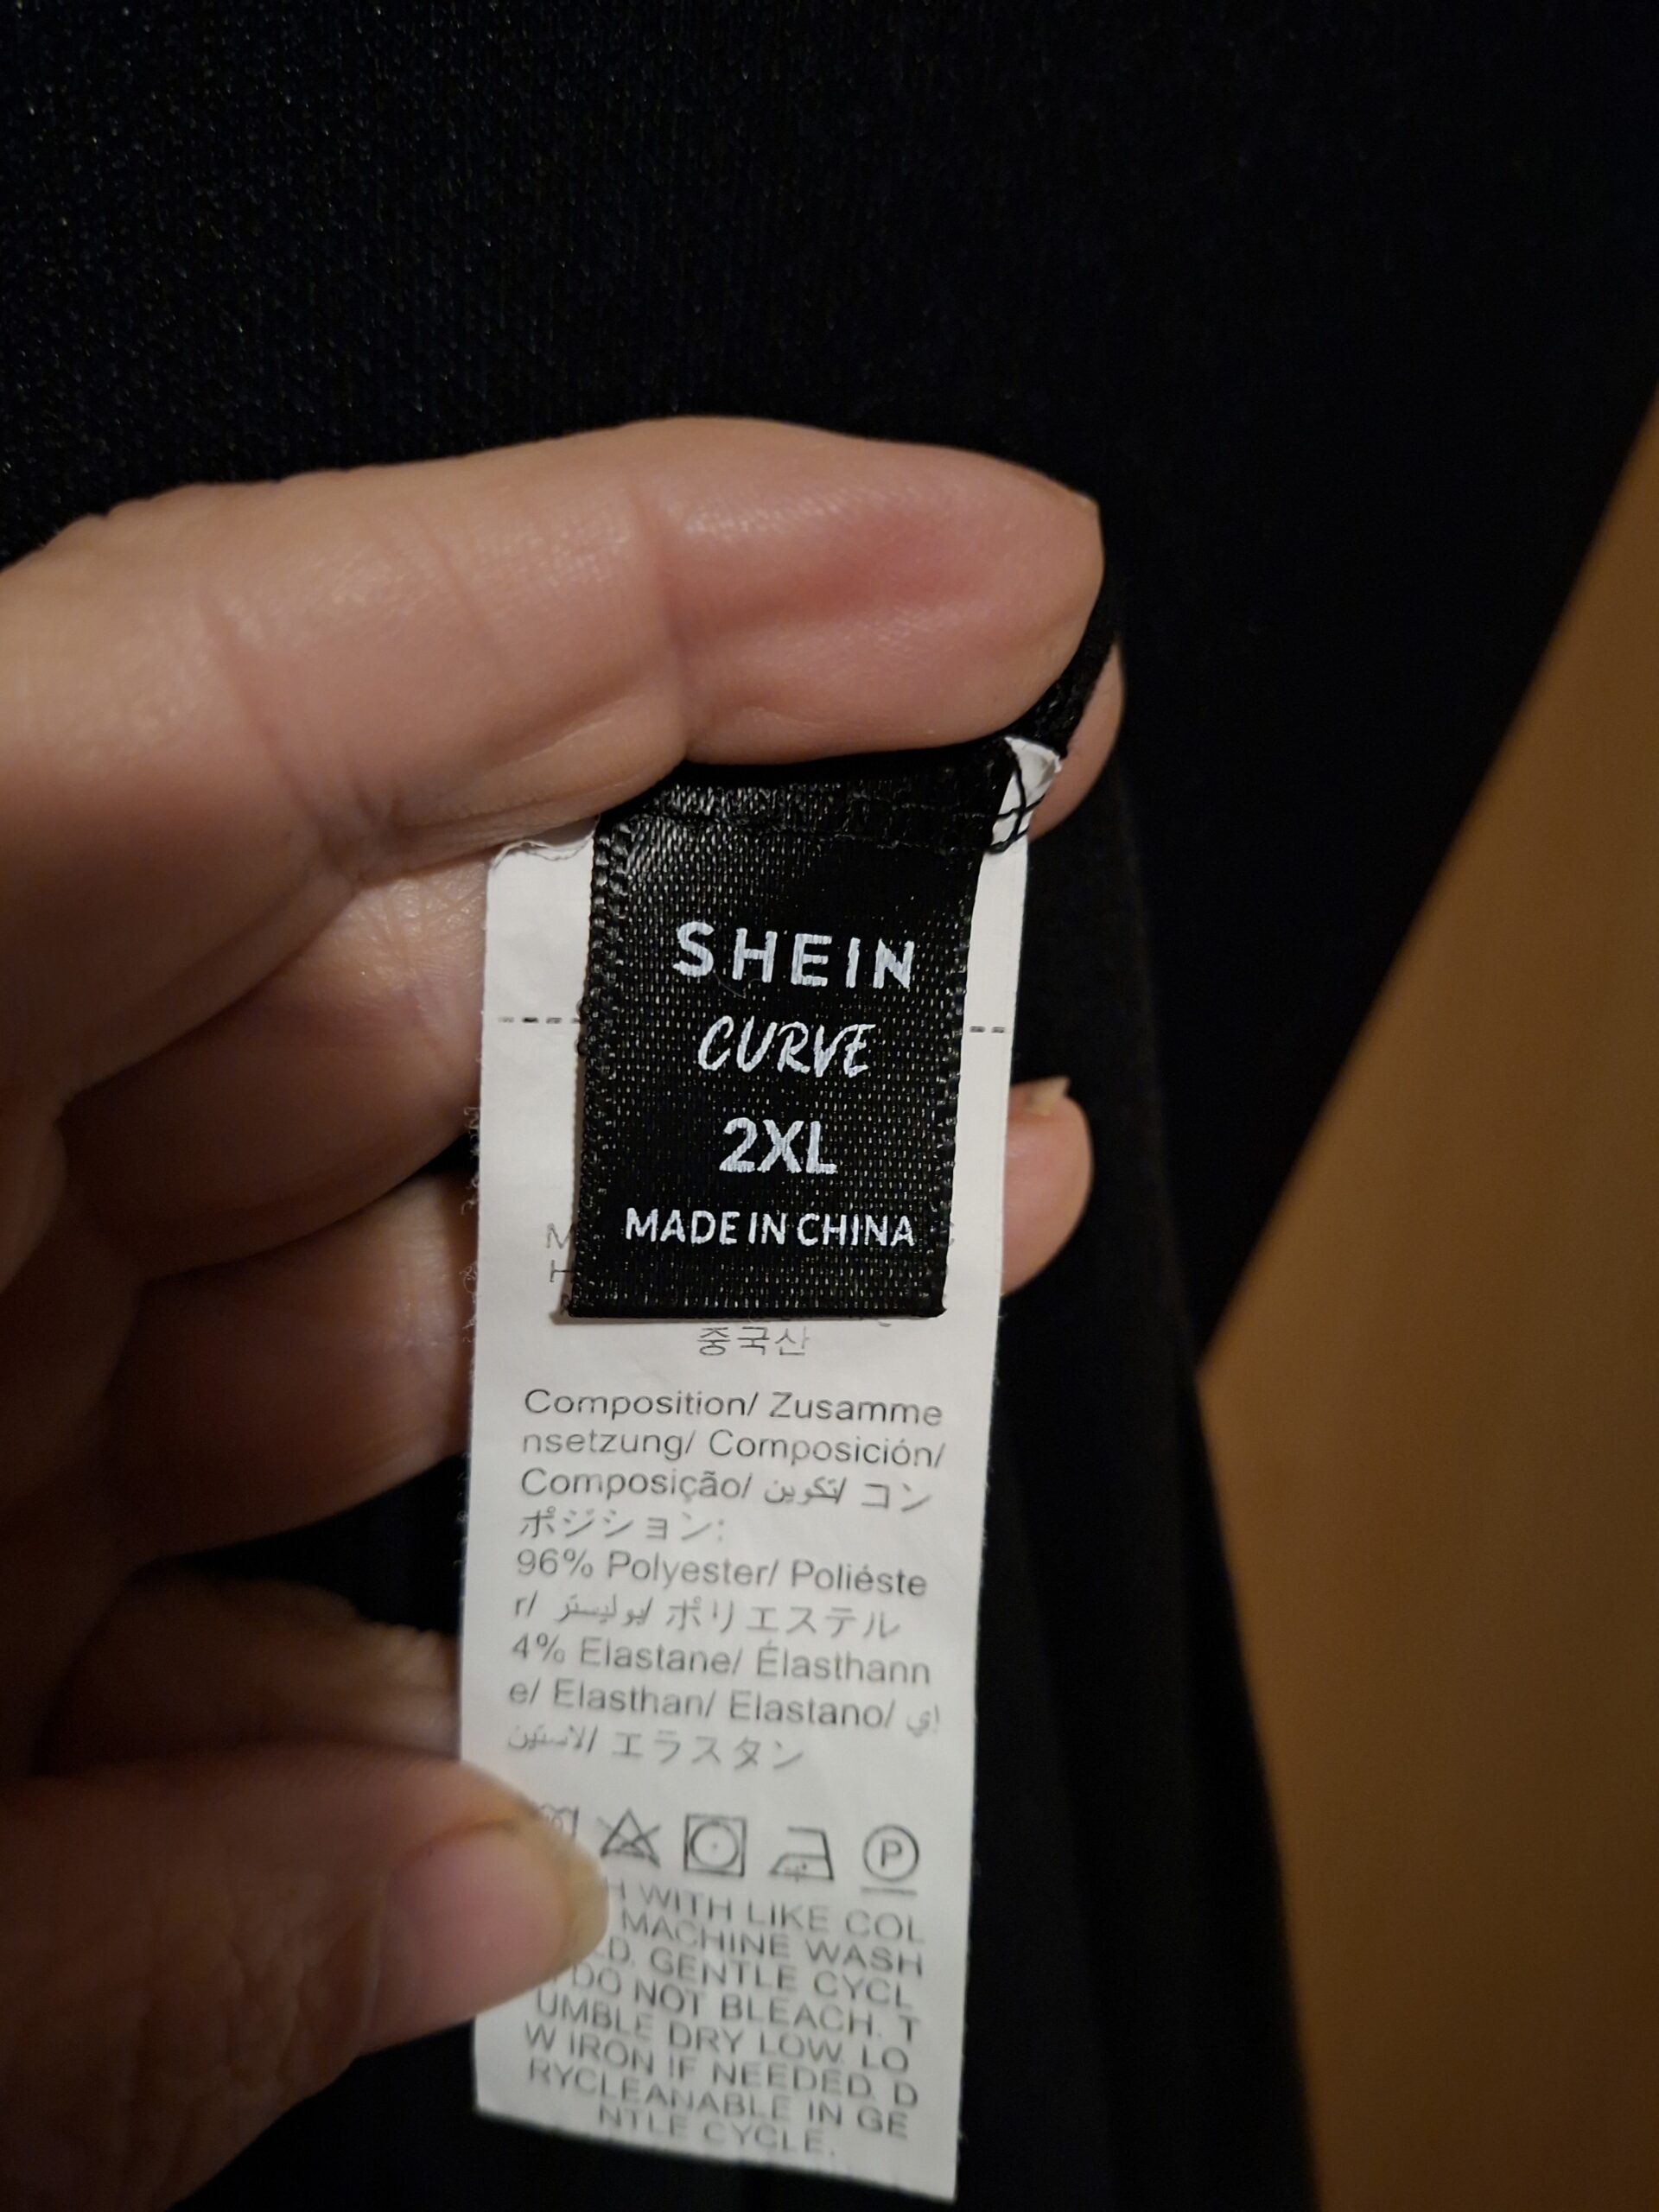 SHEIN
CURVE
2XL
MADE IN CHINA
중국산
Composition/ Zusamme
nsetzung/ Composición/
Composição/ تكوين/ コン
ポジション:
96% Polyester/ Poliéste
r/ بوليستر/ ポリエステル
4% Elastane/ Élasthann
e/ Elasthan/ Elastano/ إي
لاستين/ エラスタン
P
WITH LIKE COL
MACHINE WASH
GENTLE CYCL
DO NOT BLEACH. T
UMBLE DRY LOW. LO
W IRON IF NEEDED. D
RYCLEANABLE IN GE
NTLE CYCLE.